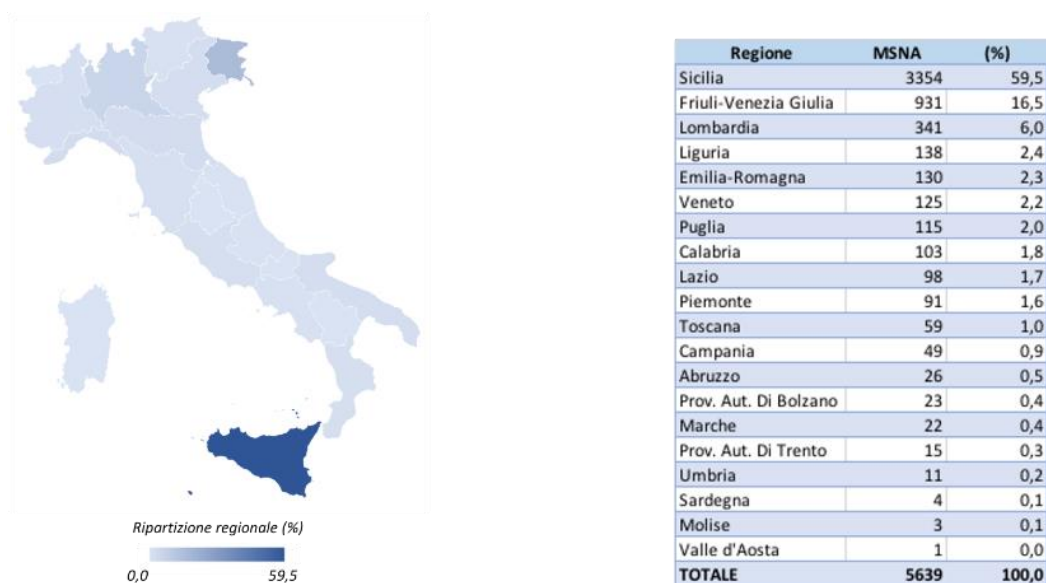 Ripartizione regionale (%)
0,0 59,5
Regione MSNA (%)
Sicilia 3354 59,5
Friuli-Venezia Giulia 931 16,5
Lombardia 341 6,0
Liguria 138 2,4
Emilia-Romagna 130 2,3
Veneto 125 2,2
Puglia 115 2,0
Calabria 103 1,8
Lazio 98 1,7
Piemonte 91 1,6
Toscana 59 1,0
Campania 49 0,9
Abruzzo 26 0,5
Prov. Aut. Di Bolzano 23 0,4
Marche 22 0,4
Prov. Aut. Di Trento 15 0,3
Umbria 11 0,2
Sardegna 4 0,1
Molise 3 0,1
Valle d'Aosta 1 0,0
TOTALE 5639 100,0